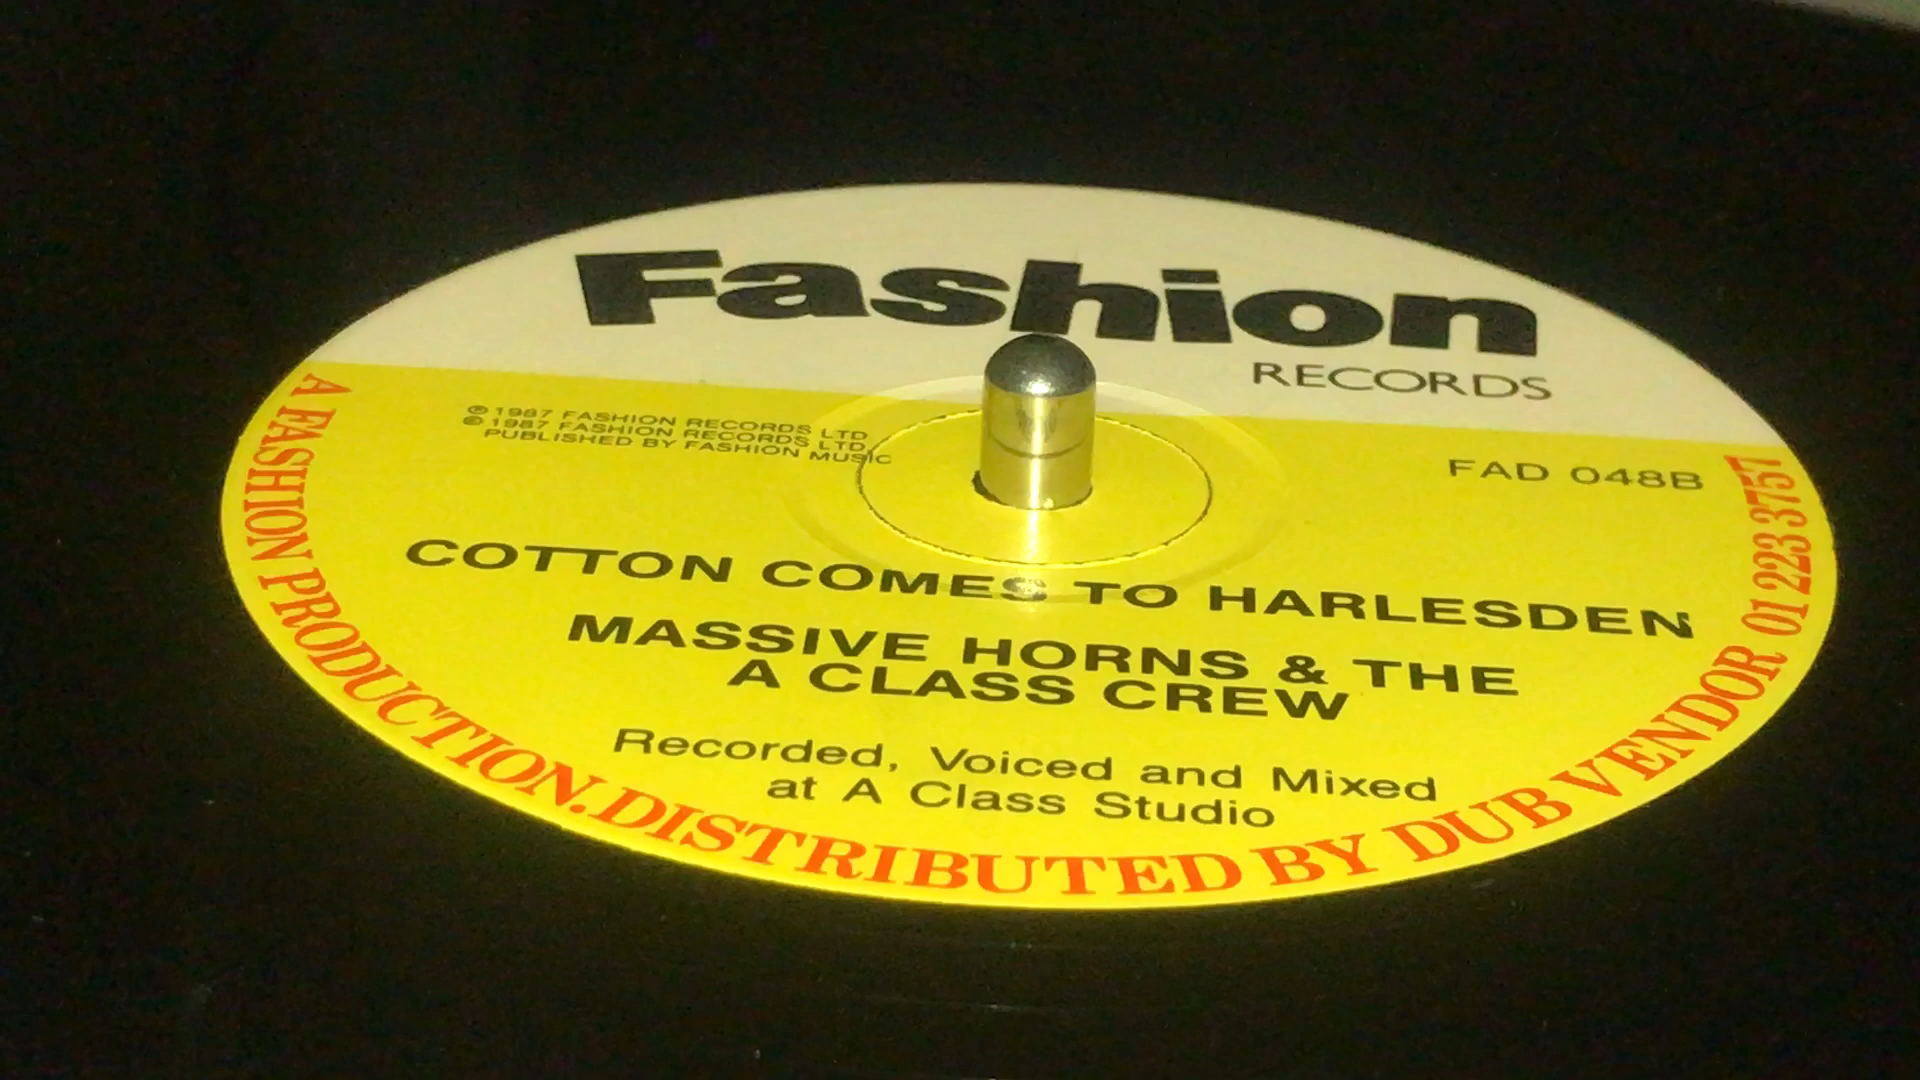 Fashion
RECORDS
℗ 1987 FASHION RECORDS LTD
© 1987 FASHION RECORDS LTD.
PUBLISHED BY FASHION MUSIC
FAD 048B
COTTON COMES TO HARLESDEN
MASSIVE HORNS & THE
A CLASS CREW
Recorded, Voiced and Mixed
at A Class Studio
A FASHION PRODUCTION. DISTRIBUTED BY DUB VENDOR 01 223 3757